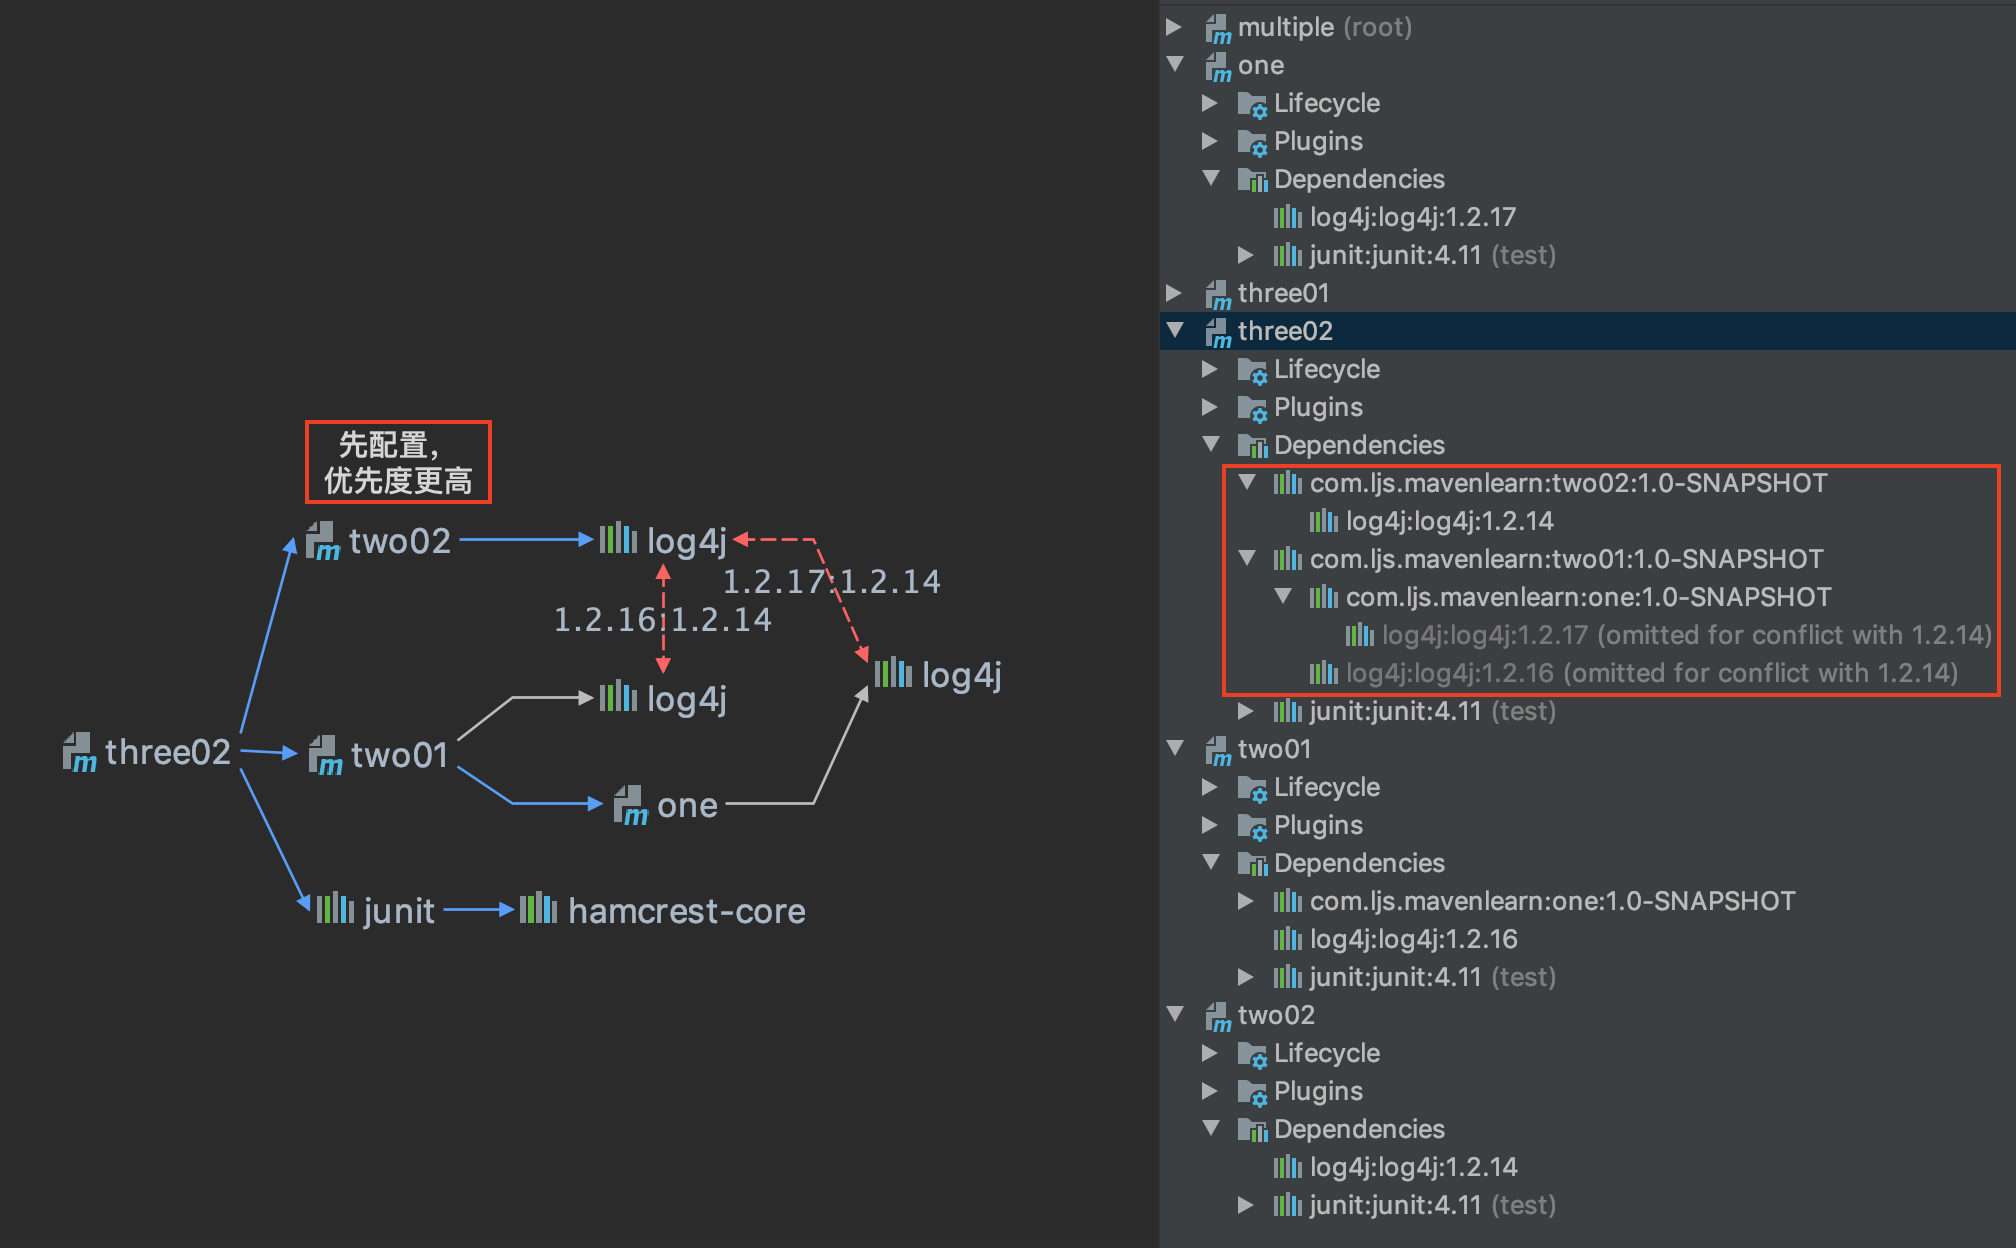 先配置，
优先度更高
two02
log4j
1.2.17:1.2.14
1.2.16:1.2.14
log4j
log4j
three02
two01
one
junit
hamcrest-core
multiple (root)
one
Lifecycle
Plugins
Dependencies
log4j:log4j:1.2.17
junit:junit:4.11 (test)
three01
three02
Lifecycle
Plugins
Dependencies
com.ljs.mavenlearn:two02:1.0-SNAPSHOT
log4j:log4j:1.2.14
com.ljs.mavenlearn:two01:1.0-SNAPSHOT
com.ljs.mavenlearn:one:1.0-SNAPSHOT
log4j:log4j:1.2.17 (omitted for conflict with 1.2.14)
log4j:log4j:1.2.16 (omitted for conflict with 1.2.14)
junit:junit:4.11 (test)
two01
Lifecycle
Plugins
Dependencies
com.ljs.mavenlearn:one:1.0-SNAPSHOT
log4j:log4j:1.2.16
junit:junit:4.11 (test)
two02
Lifecycle
Plugins
Dependencies
log4j:log4j:1.2.14
junit:junit:4.11 (test)